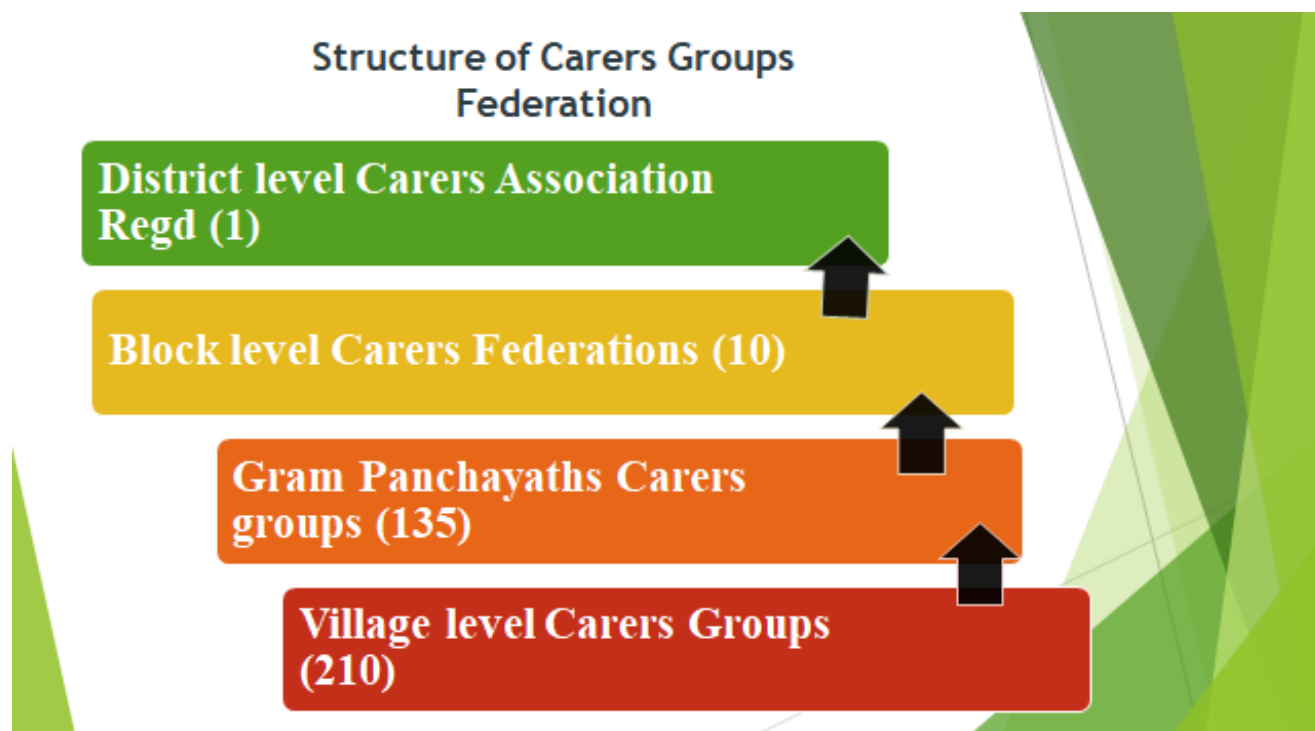 Structure of Carers Groups
Federation
District level Carers Association
Regd (1)
Block level Carers Federations (10)
Gram Panchayaths Carers
groups (135)
Village level Carers Groups
(210)